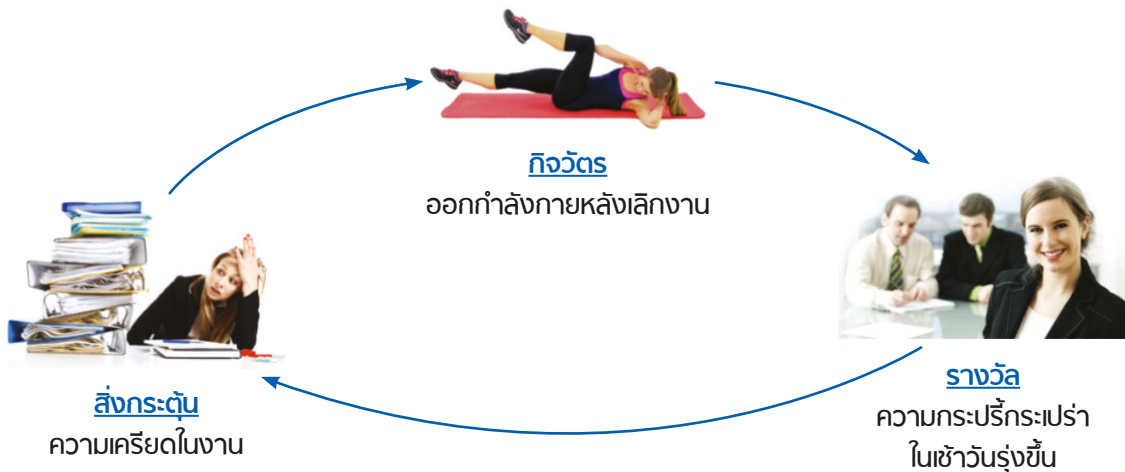 กิจวัตร
ออกกำลังกายหลังเลิกงาน
สิ่งกระตุ้น
ความเครียดในงาน
รางวัล
ความกระปรี้กระเปร่า
ในเช้าวันรุ่งขึ้น